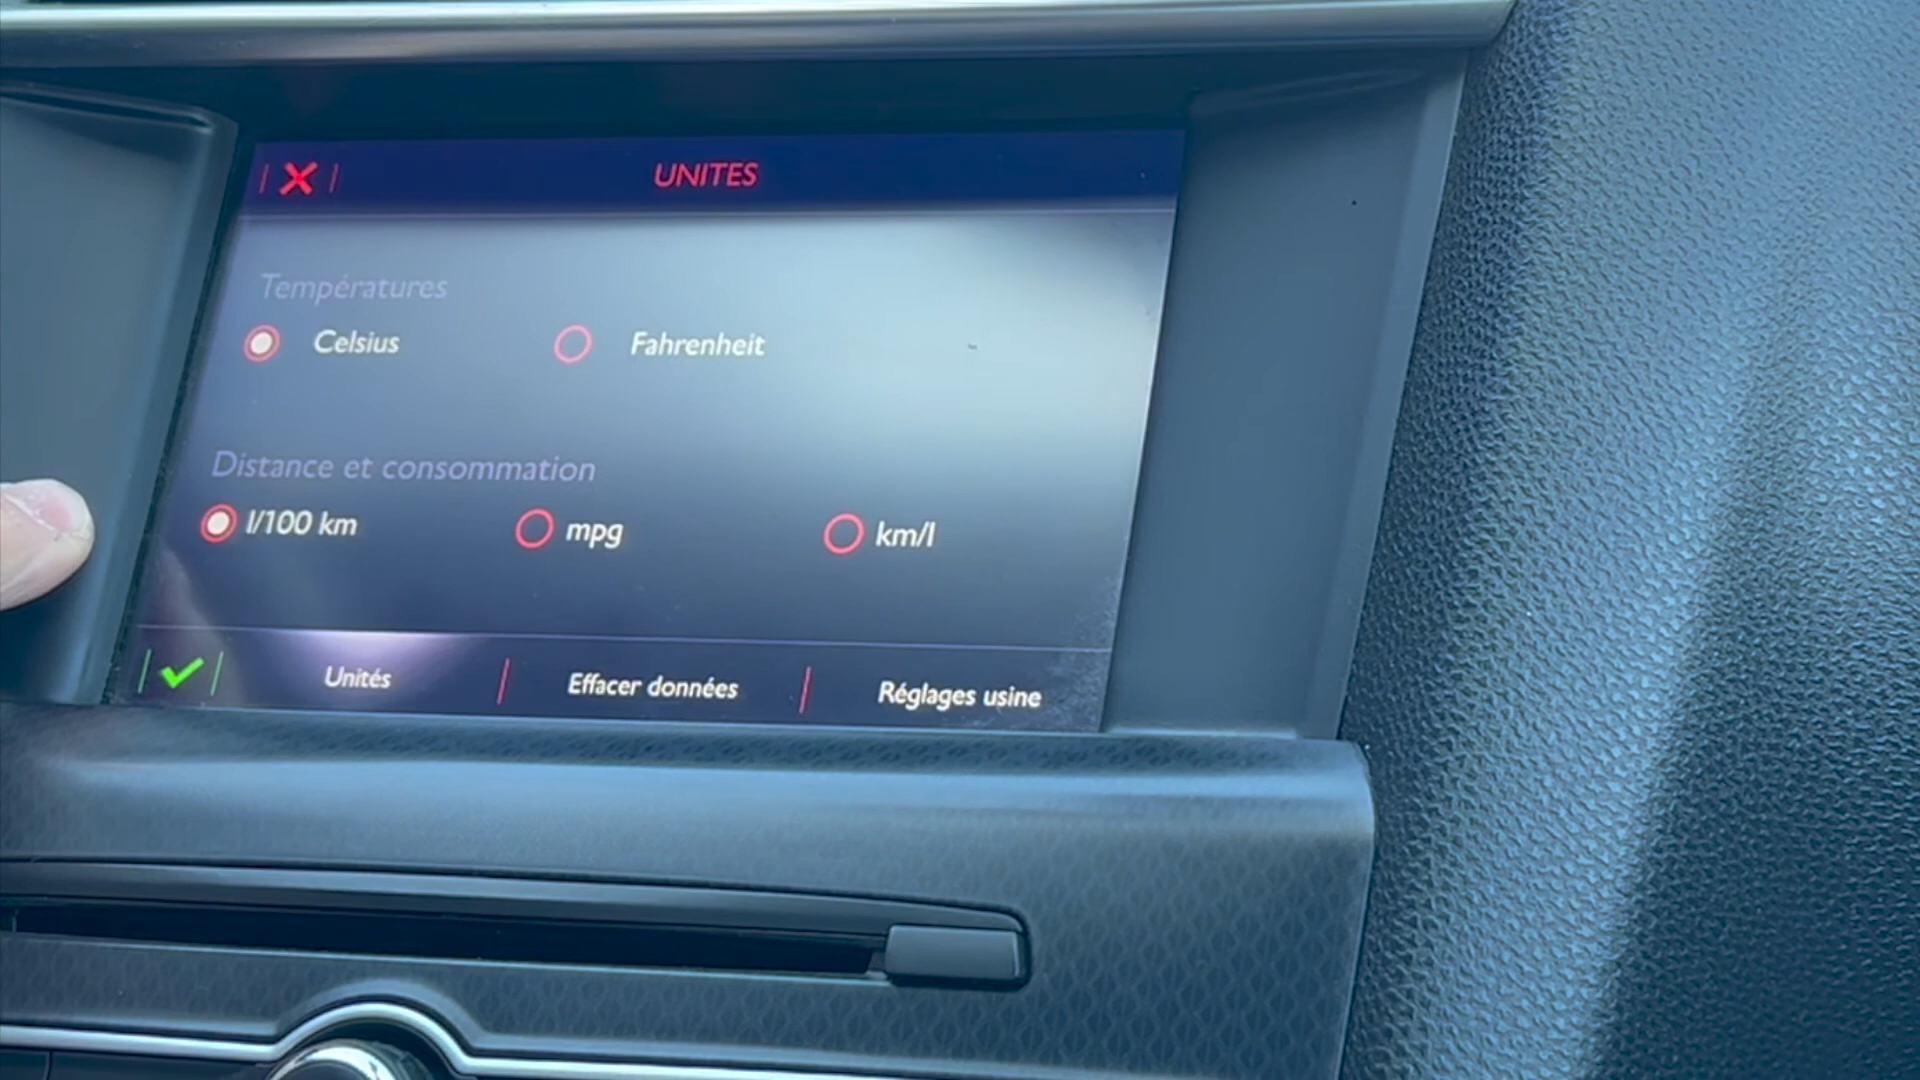 UNITES
Températures
Celsius Fahrenheit
Distance et consommation
l/100 km mpg km/l
Unités Effacer données Réglages usine